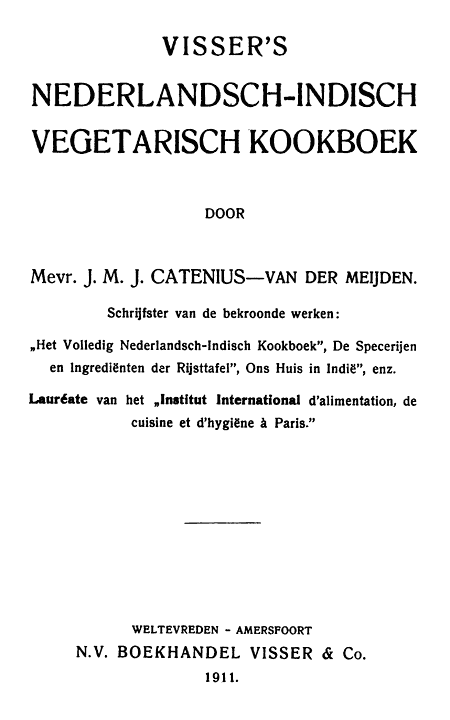 VISSER'S
NEDERLANDSCH-INDISCH
VEGETARISCH KOOKBOEK
DOOR
Mevr. J. M. J. CATENIUS—VAN DER MEIJDEN.
Schrijfster van de bekroonde werken:
„Het Volledig Nederlandsch-Indisch Kookboek”, De Specerijen
en Ingrediënten der Rijsttafel”, Ons Huis in Indië”, enz.
Lauréate van het „Institut International d'alimentation, de
cuisine et d'hygiëne à Paris.”
WELTEVREDEN - AMERSFOORT
N.V. BOEKHANDEL VISSER & Co.
1911.